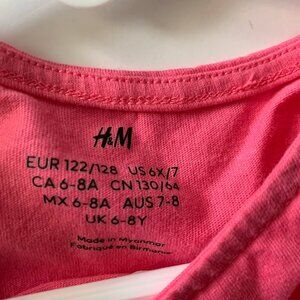 H&M
EUR 122/128 US 6X/7
CA 6-8A CN 130/64
MX 6-8A AUS 7-8
UK 6-8Y
Made in Myanmar
Fabriqué en Birmanie